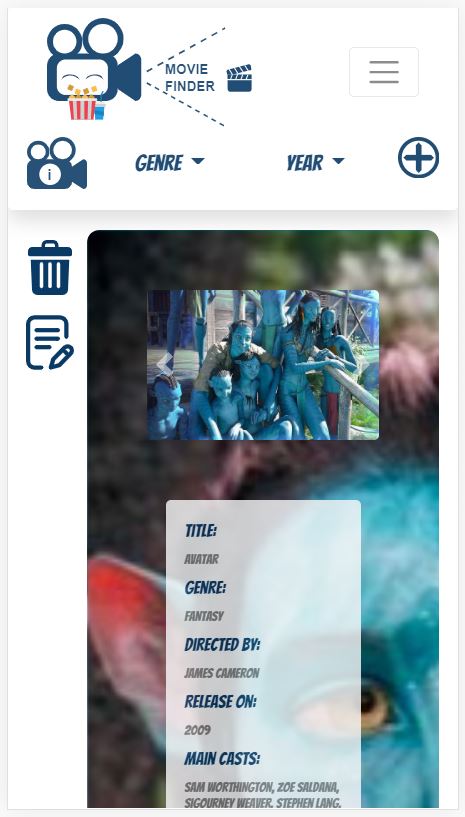 MOVIE
FINDER
i
GENRE
YEAR
TITLE:
AVATAR
GENRE:
FANTASY
DIRECTED BY:
JAMES CAMERON
RELEASE ON:
2009
MAIN CASTS:
SAM WORTHINGTON, ZOE SALDANA,
SIGOURNEY WEAVER, STEPHEN LANG,